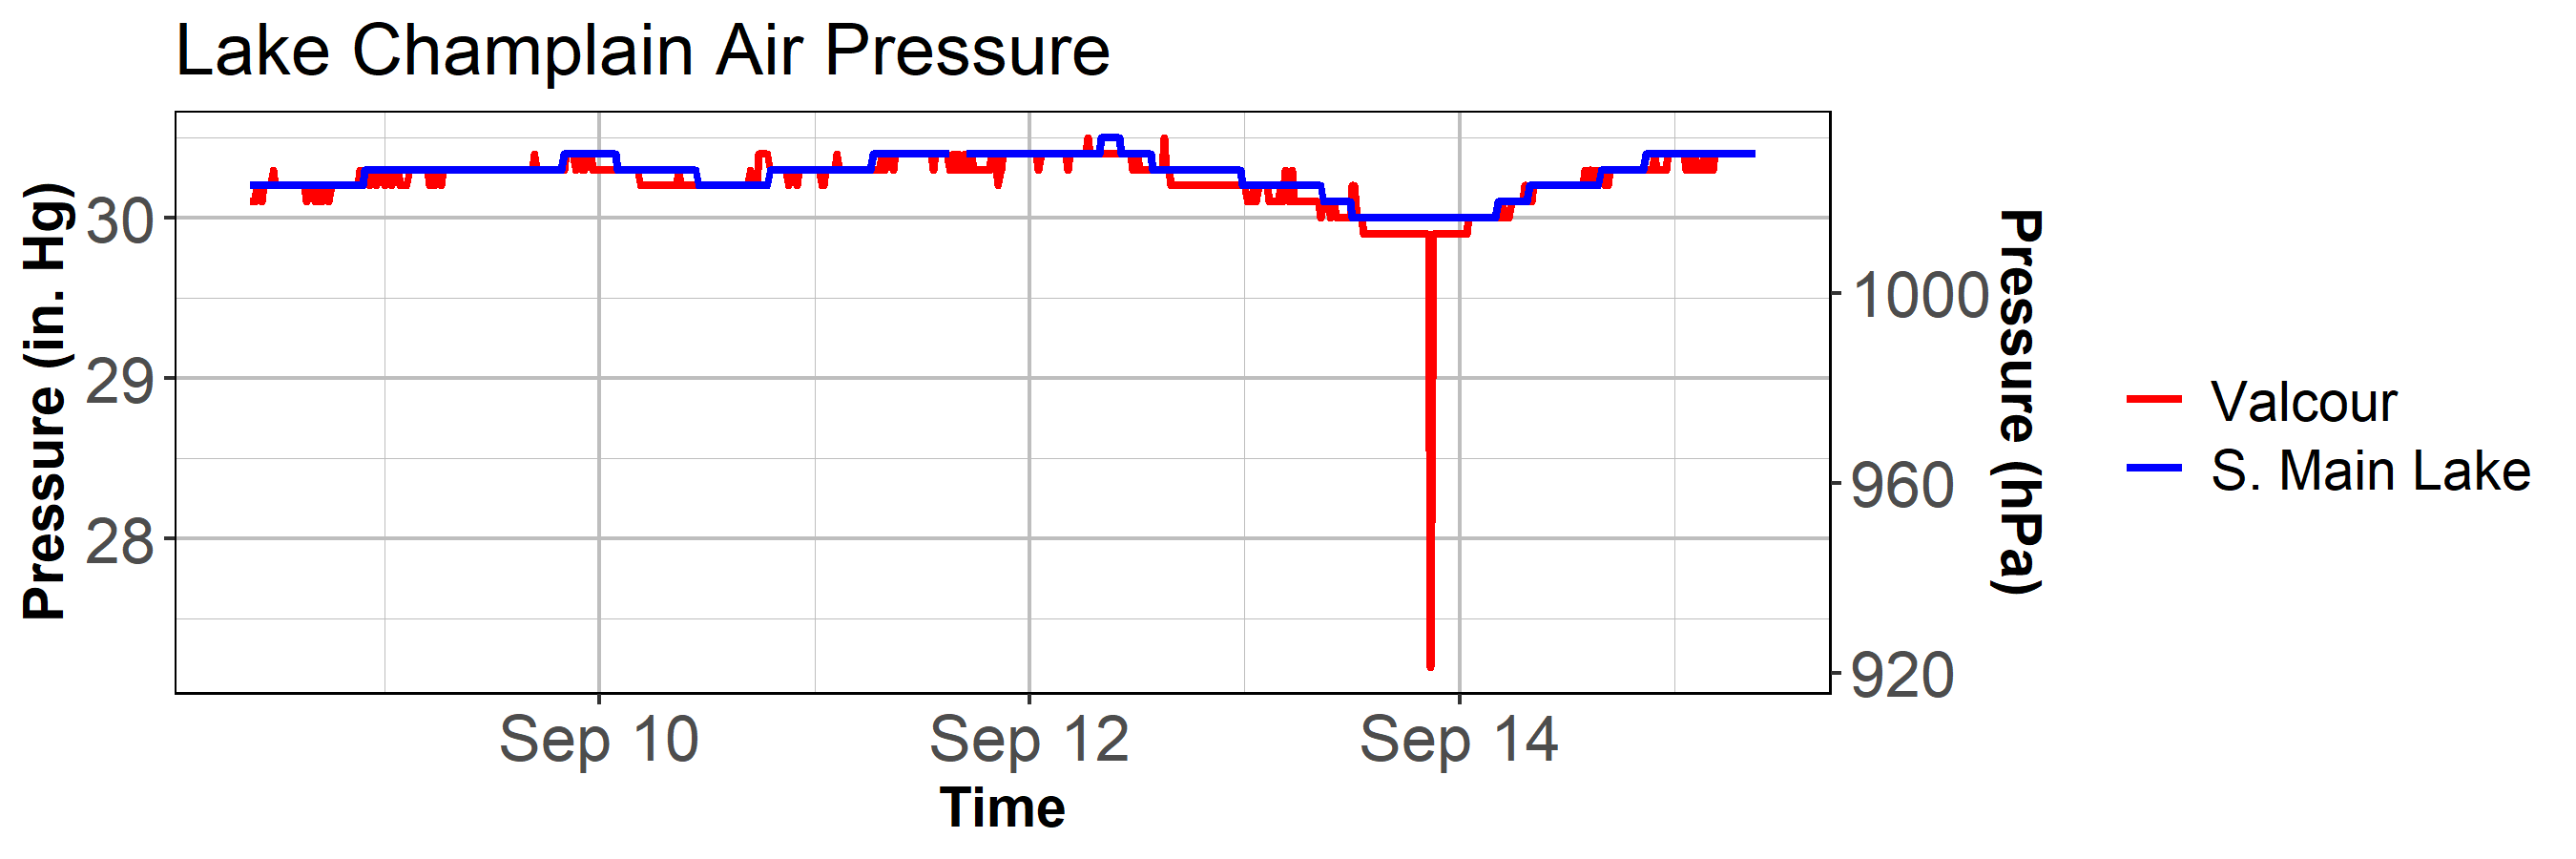 Lake Champlain Air Pressure
Pressure (in. Hg)
30
29
28
1000
960
920
Pressure (hPa)
Valcour
S. Main Lake
Sep 10
Sep 12
Sep 14
Time